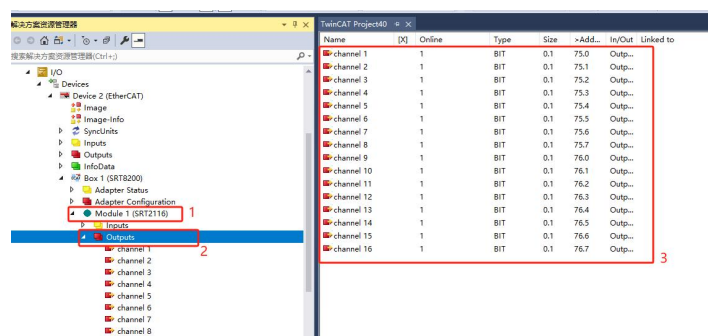 解决方案资源管理器
搜索解决方案资源管理器(Ctrl+;)
I/O
Devices
Device 2 (EtherCAT)
Image
Image-Info
SyncUnits
Inputs
Outputs
InfoData
Box 1 (SRT8200)
Adapter Status
Adapter Configuration
Module 1 (SRT2116) 1
Inputs
Outputs
2
channel 1
channel 2
channel 3
channel 4
channel 5
channel 6
channel 7
channel 8
TwinCAT Project40
Name [X] Online Type Size >Add... In/Out Linked to
channel 1 1 BIT 0.1 75.0 Outp...
channel 2 1 BIT 0.1 75.1 Outp...
channel 3 1 BIT 0.1 75.2 Outp...
channel 4 1 BIT 0.1 75.3 Outp...
channel 5 1 BIT 0.1 75.4 Outp...
channel 6 1 BIT 0.1 75.5 Outp...
channel 7 1 BIT 0.1 75.6 Outp...
channel 8 1 BIT 0.1 75.7 Outp...
channel 9 1 BIT 0.1 76.0 Outp...
channel 10 1 BIT 0.1 76.1 Outp...
channel 11 1 BIT 0.1 76.2 Outp...
channel 12 1 BIT 0.1 76.3 Outp...
channel 13 1 BIT 0.1 76.4 Outp...
channel 14 1 BIT 0.1 76.5 Outp...
channel 15 1 BIT 0.1 76.6 Outp...
channel 16 1 BIT 0.1 76.7 Outp...
3